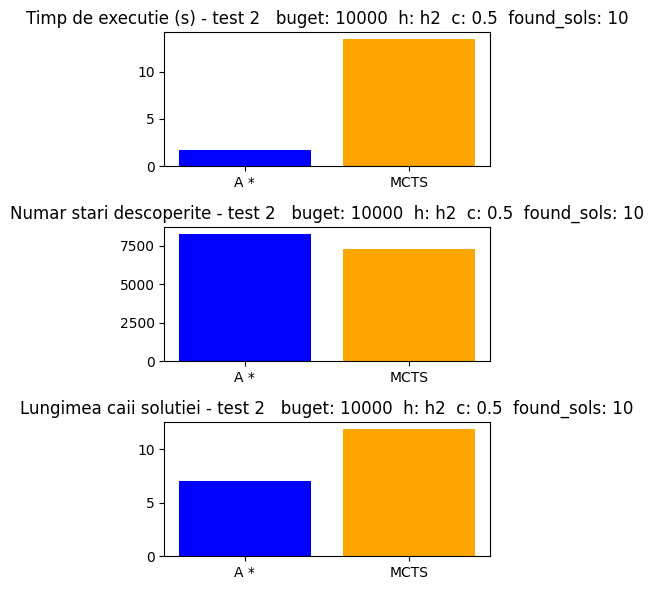 Timp de executie (s) - test 2   buget: 10000  h: h2  c: 0.5  found_sols: 10
10
5
0
A *
MCTS
Numar stari descoperite - test 2   buget: 10000  h: h2  c: 0.5  found_sols: 10
7500
5000
2500
0
A *
MCTS
Lungimea caii solutiei - test 2   buget: 10000  h: h2  c: 0.5  found_sols: 10
10
5
0
A *
MCTS